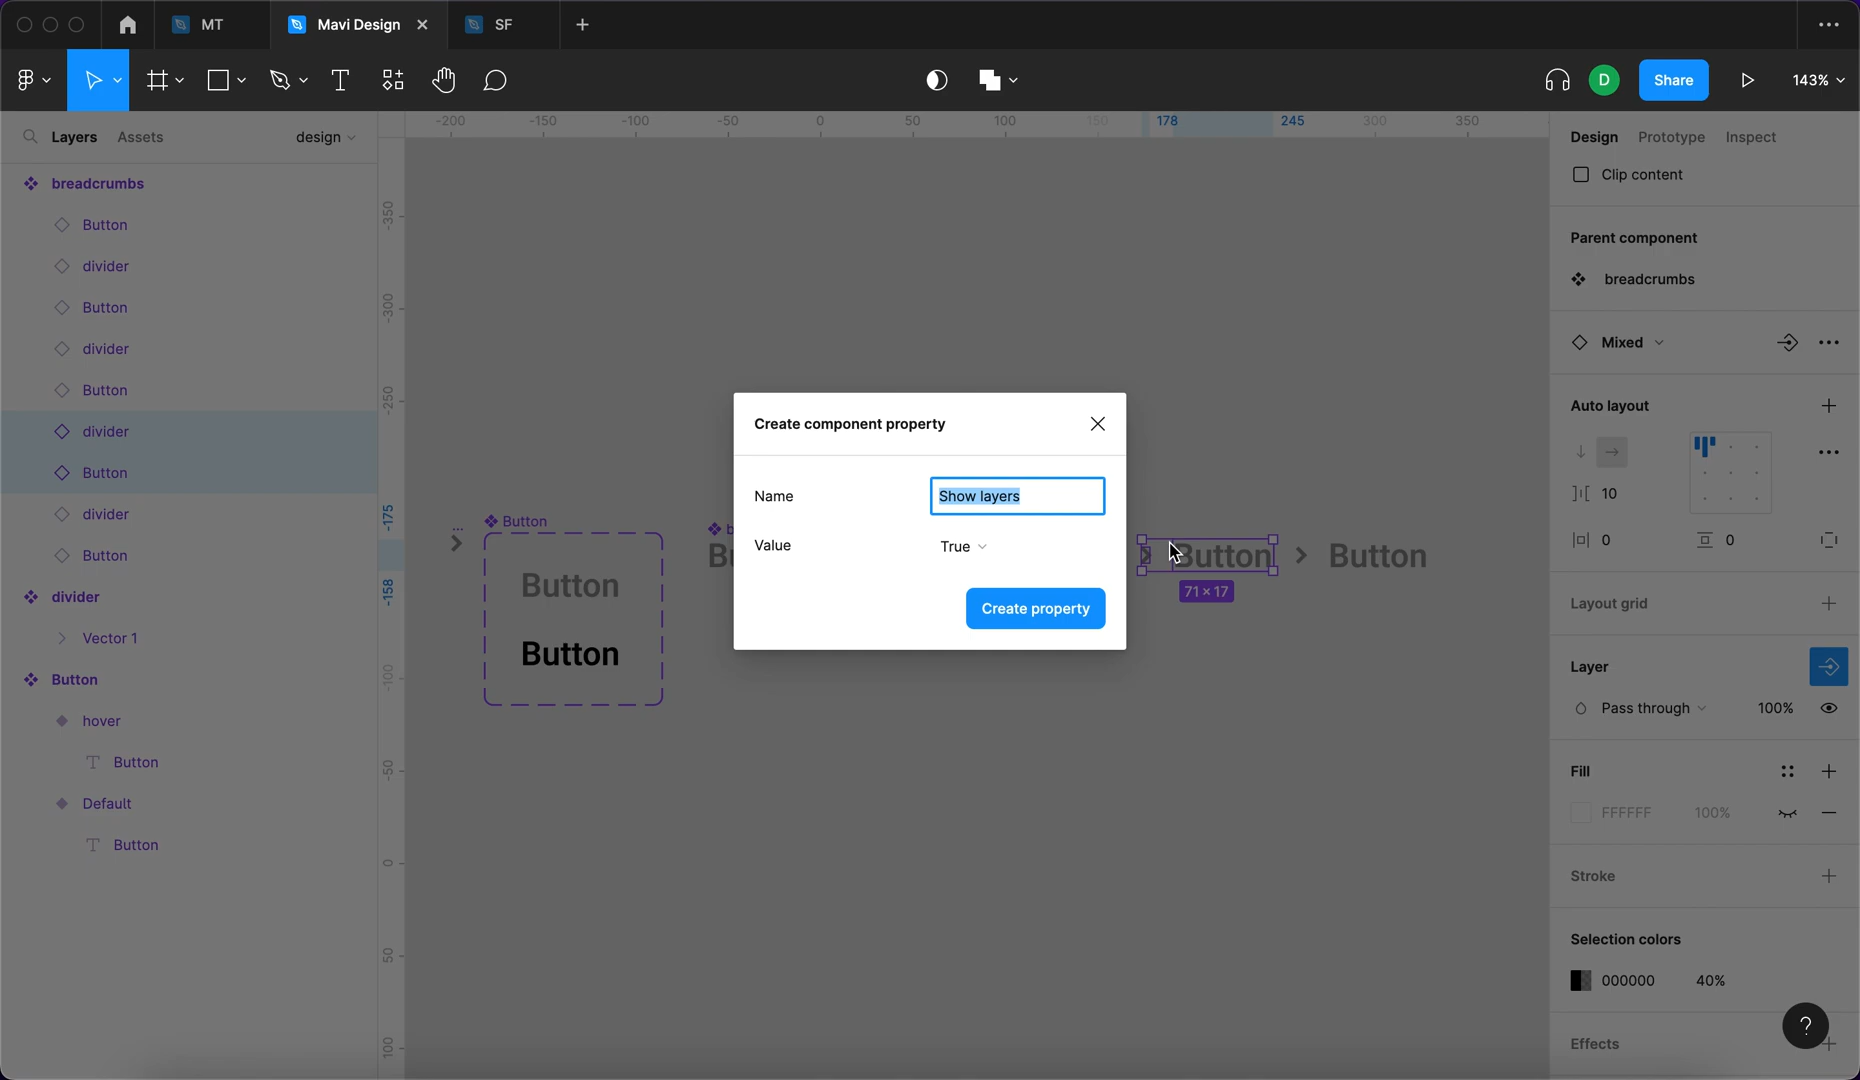 MT
Mavi Design
SF
D
Share
143%
Layers
Assets
design
-200
-150
-100
-50
0
50
100
150
178
245
300
350
Design
Prototype
Inspect
breadcrumbs
Button
divider
Button
divider
Button
divider
Button
divider
Button
divider
Vector 1
Button
hover
Button
Default
Button
-350
-300
-250
-175
-158
-100
-50
0
50
100
Button
Button
Button
b
Bu
Create component property
Name
Show layers
Value
True
Create property
Button
Button
71 × 17
Clip content
Parent component
breadcrumbs
Mixed
Auto layout
10
0
0
Layout grid
Layer
Pass through
100%
Fill
FFFFFF
100%
Stroke
Selection colors
000000
40%
Effects
?